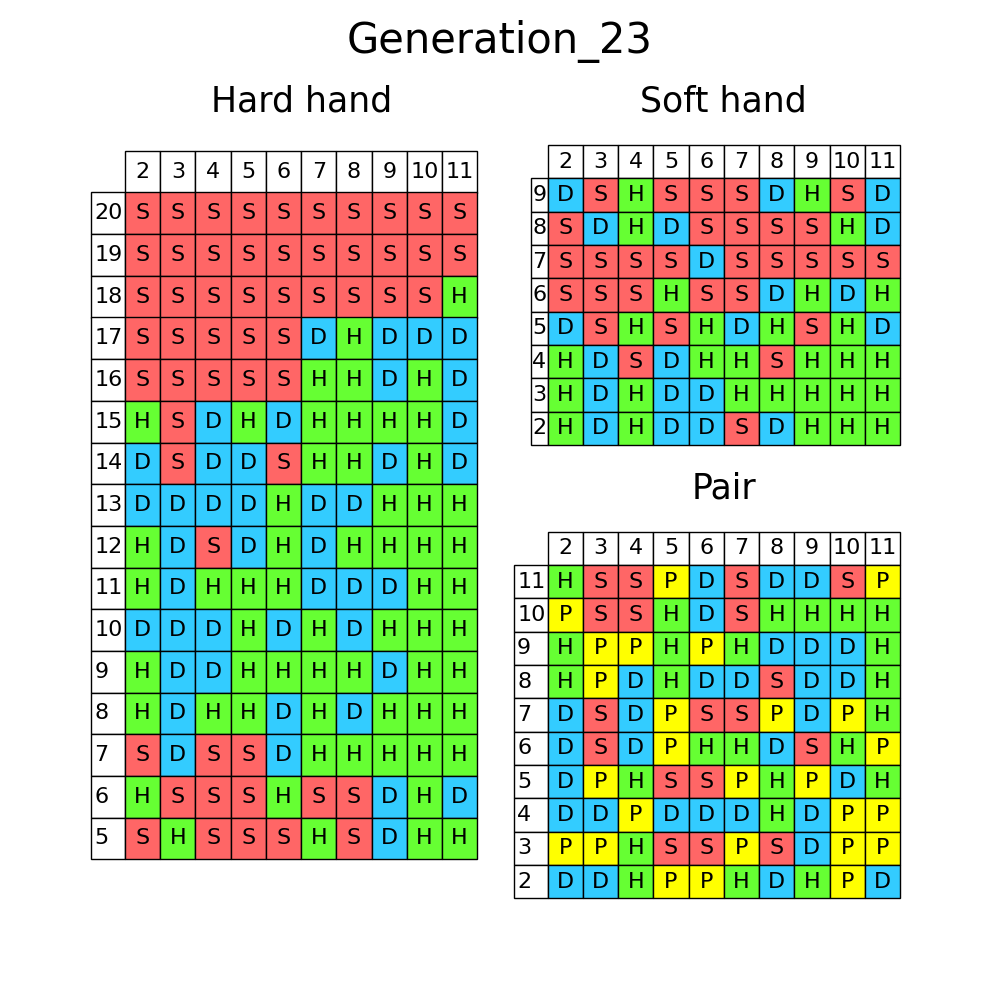 Generation_23
Hard hand
2 3 4 5 6 7 8 9 10 11
20 S S S S S S S S S S
19 S S S S S S S S S S
18 S S S S S S S S S H
17 S S S S S D H D D D
16 S S S S S H H D H D
15 H S D H D H H H H D
14 D S D D S H H D H D
13 D D D D H D D H H H
12 H D S D H D H H H H
11 H D H H H D D D H H
10 D D D H D H D H H H
9 H D D H H H H D H H
8 H D H H D H D H H H
7 S D S S D H H H H H
6 H S S S H S S D H D
5 S H S S S H S D H H
Soft hand
2 3 4 5 6 7 8 9 10 11
9 D S H S S S D H S D
8 S D H D S S S S H D
7 S S S S D S S S S S
6 S S S H S S D H D H
5 D S H S H D H S H D
4 H D S D H H S H H H
3 H D H D D H H H H H
2 H D H D D S D H H H
Pair
2 3 4 5 6 7 8 9 10 11
11 H S S P D S D D S P
10 P S S H D S H H H H
9 H P P H P H D D D H
8 H P D H D D S D D H
7 D S D P S S P D P H
6 D S D P H H D S H P
5 D P H S S P H P D H
4 D D P D D D H D P P
3 P P H S S P S D P P
2 D D H P P H D H P D